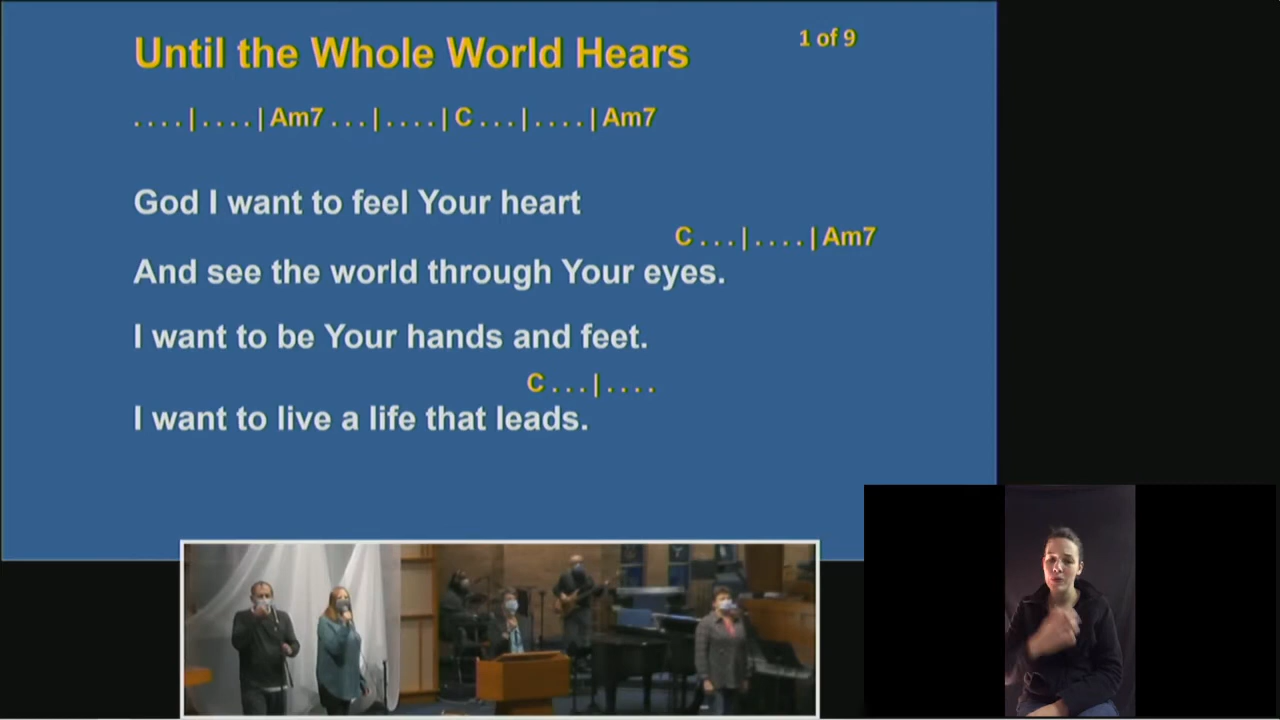 Until the Whole World Hears
1 of 9
. . . . | . . . . | Am7 . . . | . . . . | C . . . | . . . . | Am7
God I want to feel Your heart
C . . . | . . . . | Am7
And see the world through Your eyes.
I want to be Your hands and feet.
C . . . | . . . .
I want to live a life that leads.